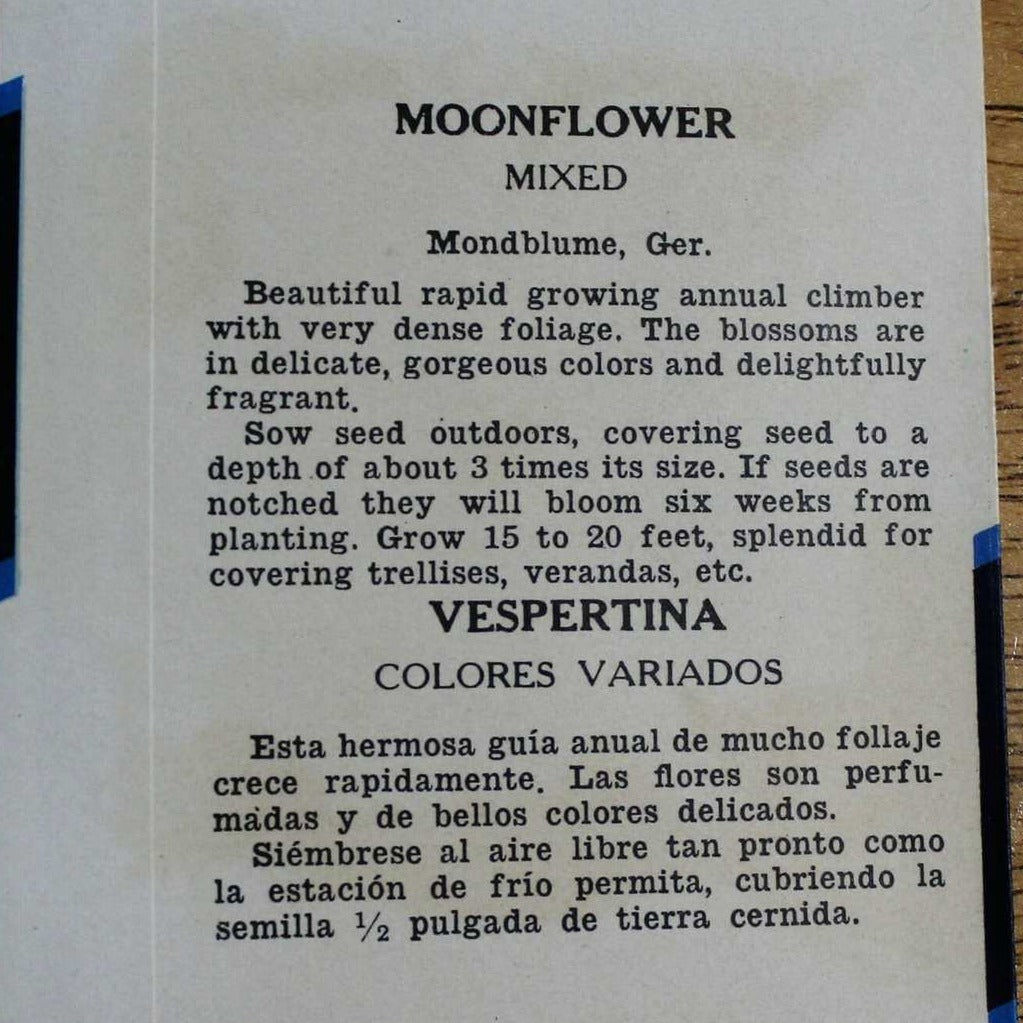 MOONFLOWER
MIXED
Mondblume, Ger.
Beautiful rapid growing annual climber
with very dense foliage. The blossoms are
in delicate, gorgeous colors and delightfully
fragrant.
Sow seed outdoors, covering seed to a
depth of about 3 times its size. If seeds are
notched they will bloom six weeks from
planting. Grow 15 to 20 feet, splendid for
covering trellises, verandas, etc.
VESPERTINA
COLORES VARIADOS
Esta hermosa guía anual de mucho follaje
crece rapidamente. Las flores son perfu-
madas y de bellos colores delicados.
Siémbrese al aire libre tan pronto como
la estación de frío permita, cubriendo la
semilla ½ pulgada de tierra cernida.